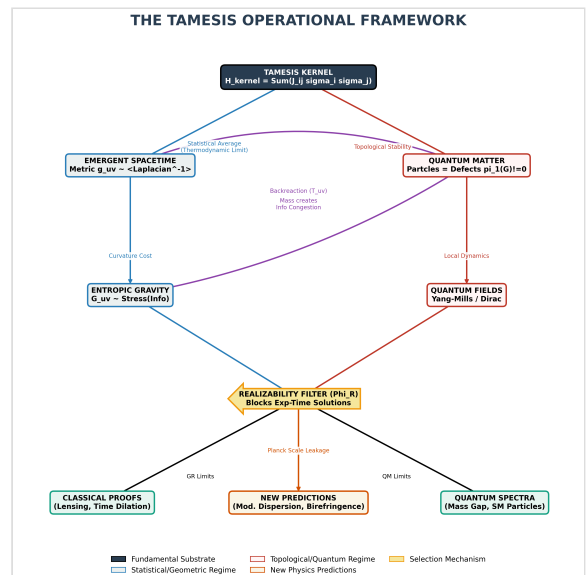 THE TAMESIS OPERATIONAL FRAMEWORK
TAMESIS KERNEL
H_kernel = Sum(J_ij sigma_i sigma_j)
Statistical Average
(Thermodynamic Limit)
Topological Stability
EMERGENT SPACETIME
Metric g_uv ~ <Laplacian^-1>
QUANTUM MATTER
Partcles = Defects pi_1(G)!=0
Backreaction (T_uv)
Mass creates
Info Congestion
Curvature Cost
Local Dynamics
ENTROPIC GRAVITY
G_uv ~ Stress(Info)
QUANTUM FIELDS
Yang-Mills / Dirac
REALIZABILITY FILTER (Phi_R)
Blocks Exp-Time Solutions
Planck Scale Leakage
GR Limits
QM Limits
CLASSICAL PROOFS
(Lensing, Time Dilation)
NEW PREDICTIONS
(Mod. Dispersion, Birefringence)
QUANTUM SPECTRA
(Mass Gap, SM Particles)
Fundamental Substrate
Statistical/Geometric Regime
Topological/Quantum Regime
New Physics Predictions
Selection Mechanism